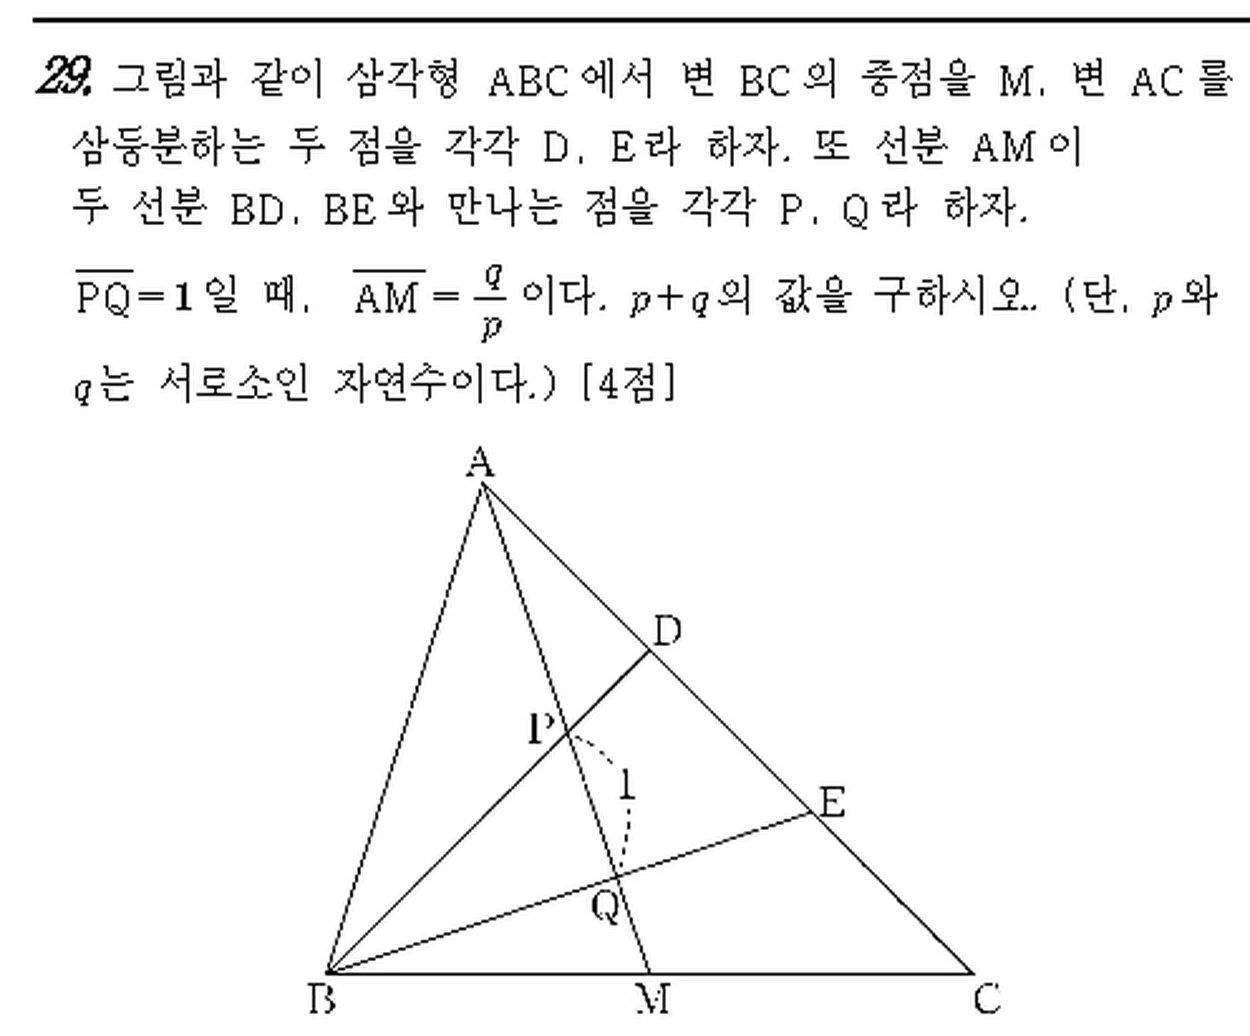 29. 그림과 같이 삼각형 ABC에서 변 BC의 중점을 M, 변 AC를
삼등분하는 두 점을 각각 D, E라 하자. 또 선분 AM이
두 선분 BD, BE와 만나는 점을 각각 P, Q라 하자.
P̅Q̅=1일 때, A̅M̅=q/p이다. p+q의 값을 구하시오. (단, p와
q는 서로소인 자연수이다.) [4점]
A
D
P
1
E
Q
B M C